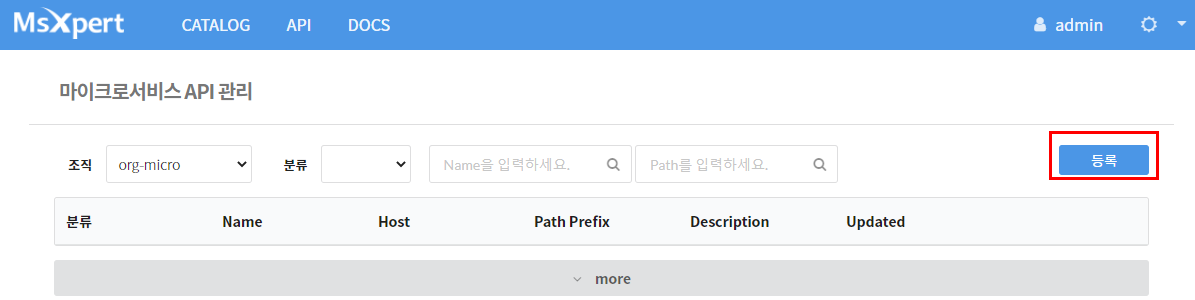 MsXpert CATALOG API DOCS admin
마이크로서비스 API 관리
조직 org-micro 분류 Name을 입력하세요. Path를 입력하세요. 등록
분류 Name Host Path Prefix Description Updated
more